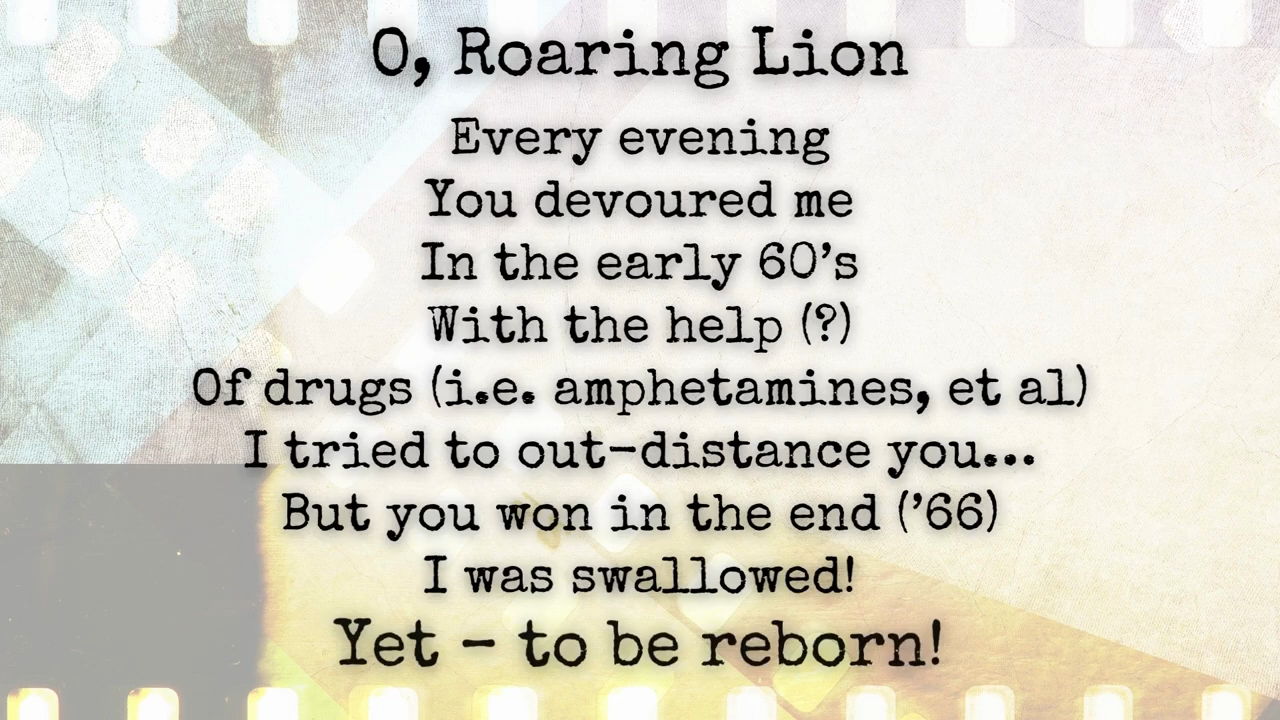 O, Roaring Lion
Every evening
You devoured me
In the early 60’s
With the help (?)
Of drugs (i.e. amphetamines, et al)
I tried to out-distance you...
But you won in the end (’66)
I was swallowed!
Yet - to be reborn!